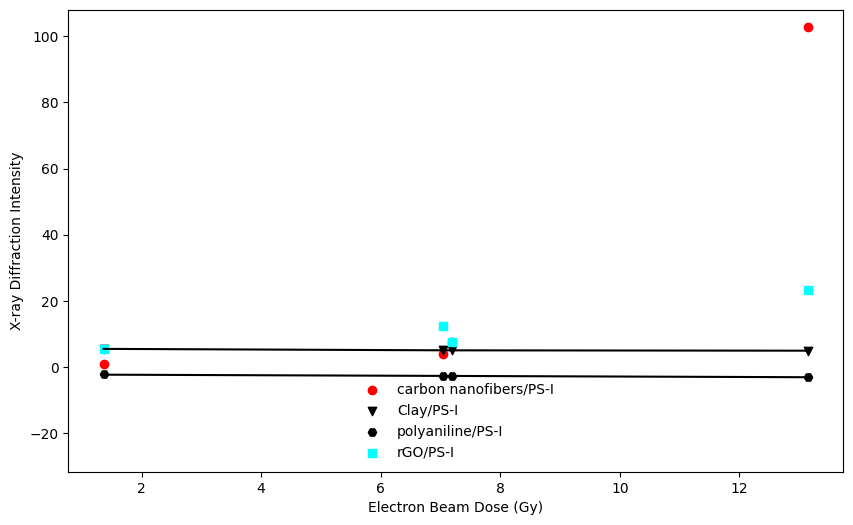 100
80
60
40
20
0
−20
X-ray Diffraction Intensity
carbon nanofibers/PS-I
Clay/PS-I
polyaniline/PS-I
rGO/PS-I
2 4 6 8 10 12
Electron Beam Dose (Gy)